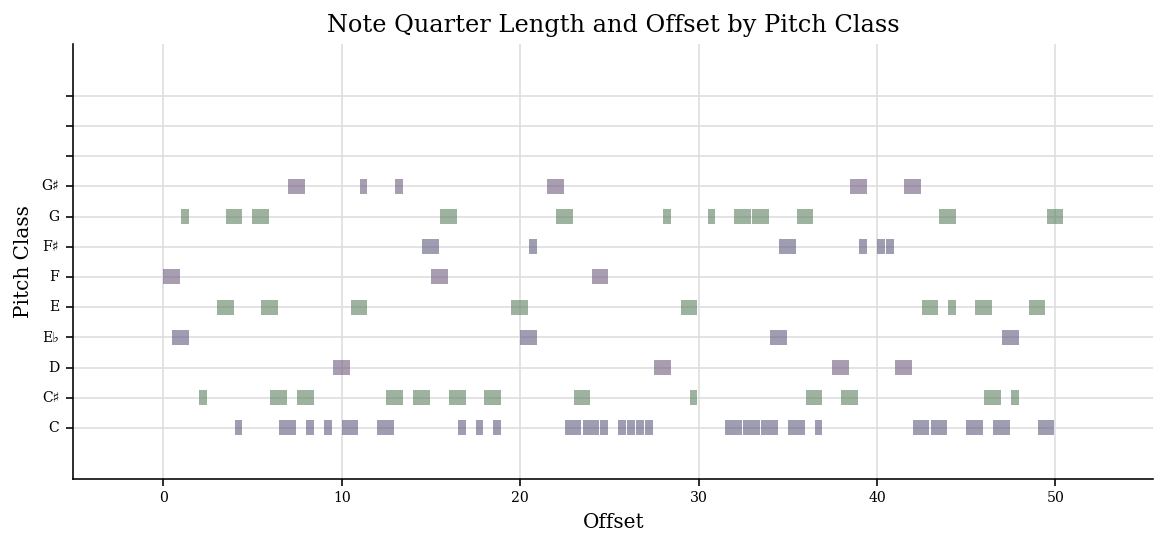 Note Quarter Length and Offset by Pitch Class
G♯
G
F♯
F
E
E♭
D
C♯
C
Pitch Class
0 10 20 30 40 50
Offset